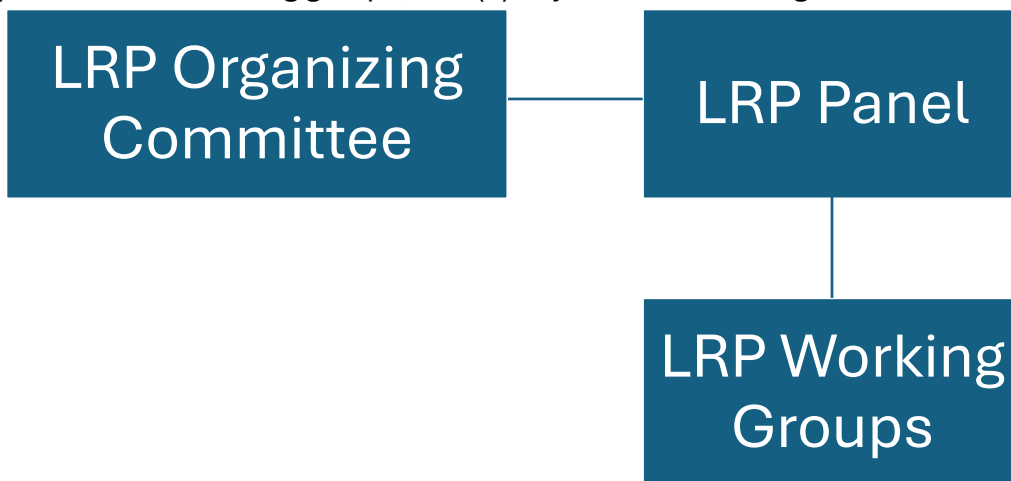 LRP Organizing
Committee
LRP Panel
LRP Working
Groups